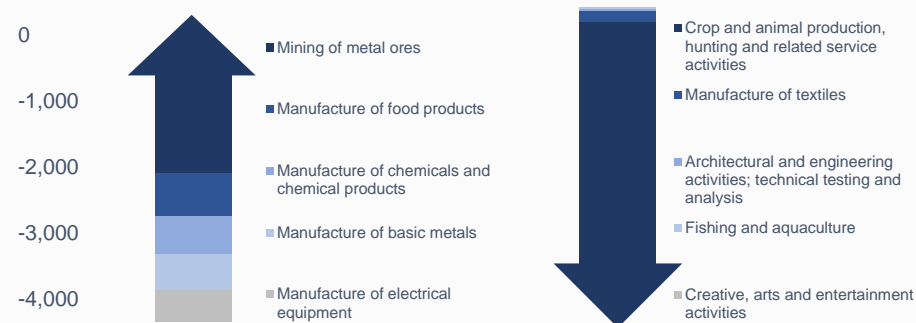 0
-1,000
-2,000
-3,000
-4,000
Mining of metal ores
Manufacture of food products
Manufacture of chemicals and
chemical products
Manufacture of basic metals
Manufacture of electrical
equipment
Crop and animal production,
hunting and related service
activities
Manufacture of textiles
Architectural and engineering
activities; technical testing and
analysis
Fishing and aquaculture
Creative, arts and entertainment
activities